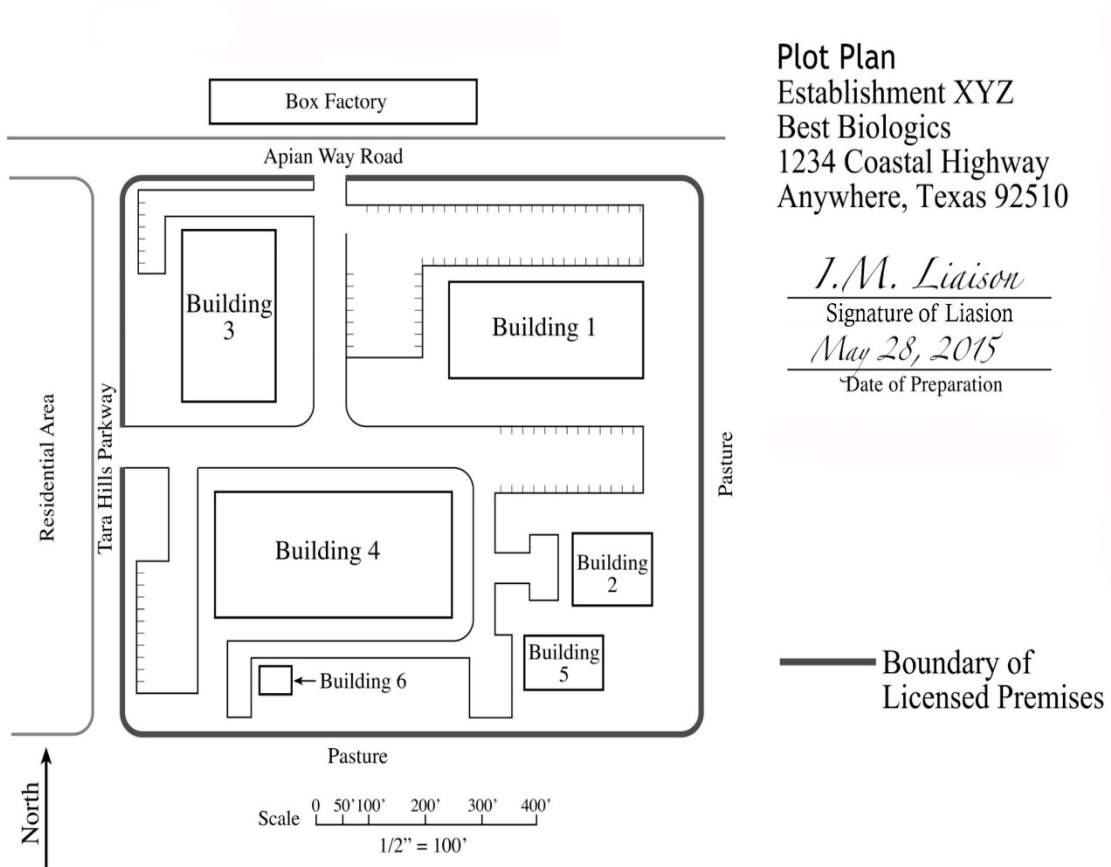 Plot Plan
Establishment XYZ
Best Biologics
1234 Coastal Highway
Anywhere, Texas 92510
I.M. Liaison
Signature of Liasion
May 28, 2015
Date of Preparation
Box Factory
Apian Way Road
Building
3
Building 1
Residential Area
Tara Hills Parkway
Pasture
Building 4
Building
2
Building
5
Building 6
Boundary of
Licensed Premises
Pasture
North
Scale
0 50' 100' 200' 300' 400'
1/2" = 100'